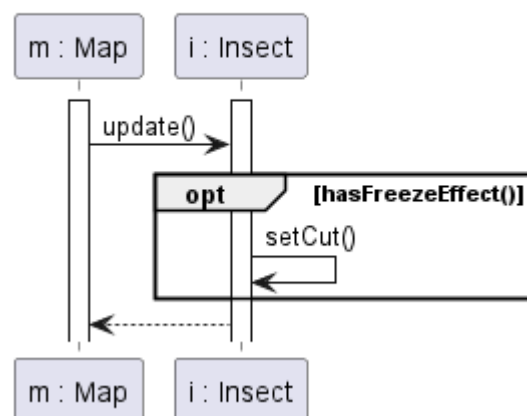 m : Map i : Insect
update()
opt [hasFreezeEffect()]
setCut()
m : Map i : Insect